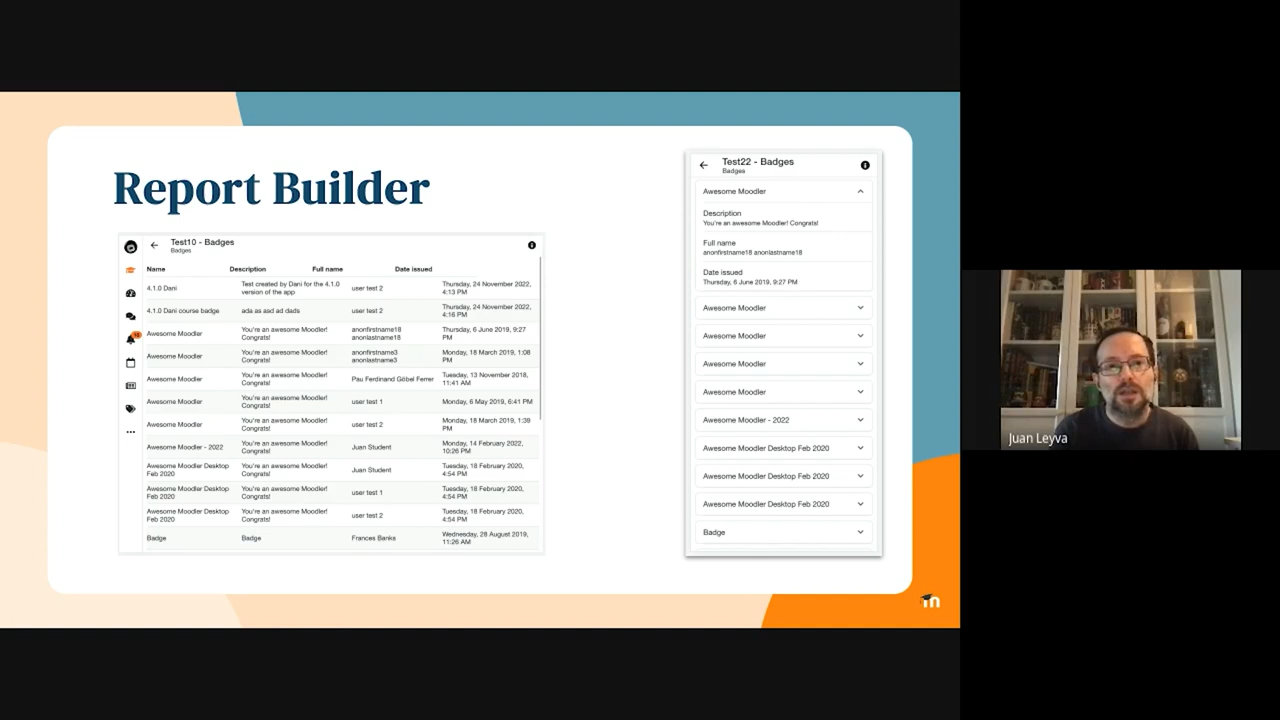 Report Builder
Test10 - Badges
Badges
Name Description Full name Date issued
4.1.0 Dani
Test created by Dani for the 4.1.0
version of the app
user test 2
Thursday, 24 November 2022,
4:13 PM
4.1.0 Dani course badge
ada as asd ad dads
user test 2
Thursday, 24 November 2022,
4:16 PM
Awesome Moodler
You're an awesome Moodler!
Congrats!
anonfirstname18
anonlastname18
Thursday, 6 June 2019, 9:27
PM
Awesome Moodler
You're an awesome Moodler!
Congrats!
anonfirstname3
anonlastname3
Monday, 18 March 2019, 1:08
PM
Awesome Moodler
You're an awesome Moodler!
Congrats!
Pau Ferdinand Göbel Ferrer
Tuesday, 13 November 2018,
11:41 AM
Awesome Moodler
You're an awesome Moodler!
Congrats!
user test 1
Monday, 6 May 2019, 6:41 PM
Awesome Moodler
You're an awesome Moodler!
Congrats!
user test 2
Monday, 18 March 2019, 1:39
PM
Awesome Moodler - 2022
You're an awesome Moodler!
Congrats!
Juan Student
Monday, 14 February 2022,
10:26 PM
Awesome Moodler Desktop
Feb 2020
You're an awesome Moodler!
Congrats!
Juan Student
Tuesday, 18 February 2020,
4:54 PM
Awesome Moodler Desktop
Feb 2020
You're an awesome Moodler!
Congrats!
user test 1
Tuesday, 18 February 2020,
4:54 PM
Awesome Moodler Desktop
Feb 2020
You're an awesome Moodler!
Congrats!
user test 2
Tuesday, 18 February 2020,
4:54 PM
Badge
Badge
Frances Banks
Wednesday, 28 August 2019,
11:26 AM
Test22 - Badges
Badges
Awesome Moodler
Description
You're an awesome Moodler! Congrats!
Full name
anonfirstname18 anonlastname18
Date issued
Thursday, 6 June 2019, 9:27 PM
Awesome Moodler
Awesome Moodler
Awesome Moodler
Awesome Moodler
Awesome Moodler - 2022
Awesome Moodler Desktop Feb 2020
Awesome Moodler Desktop Feb 2020
Awesome Moodler Desktop Feb 2020
Badge
m
Juan Leyva